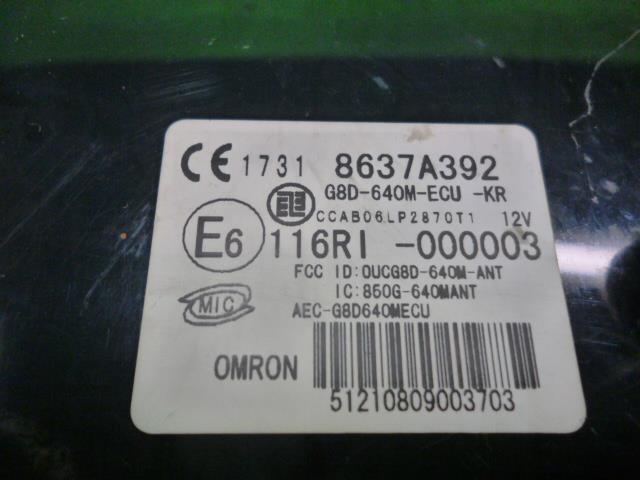 CE 1731 8637A392
G8D-640M-ECU -KR
CCAB06LP2870T1 12V
E6 116RI -000003
FCC ID:OUCG8D-640M-ANT
IC:850G-640MANT
MIC AEC-G8D640MECU
OMRON
51210809003703